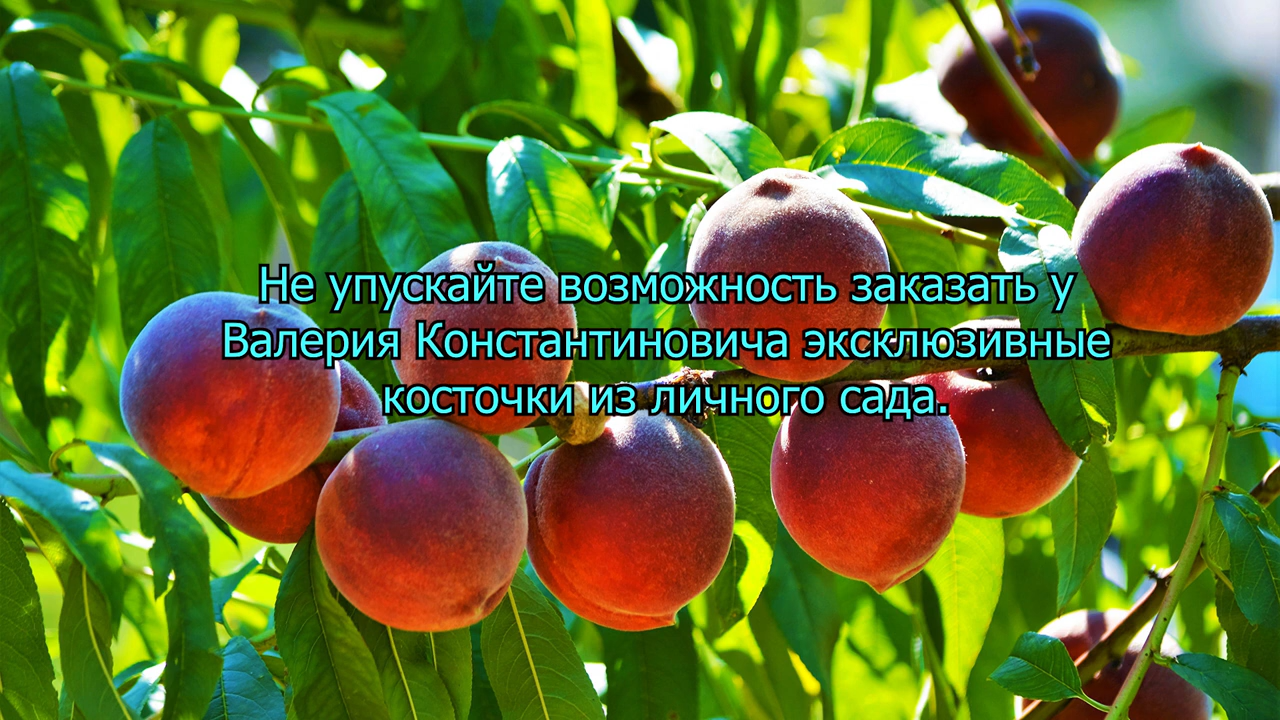 Не упускайте возможность заказать у
Валерия Константиновича эксклюзивные
косточки из личного сада.